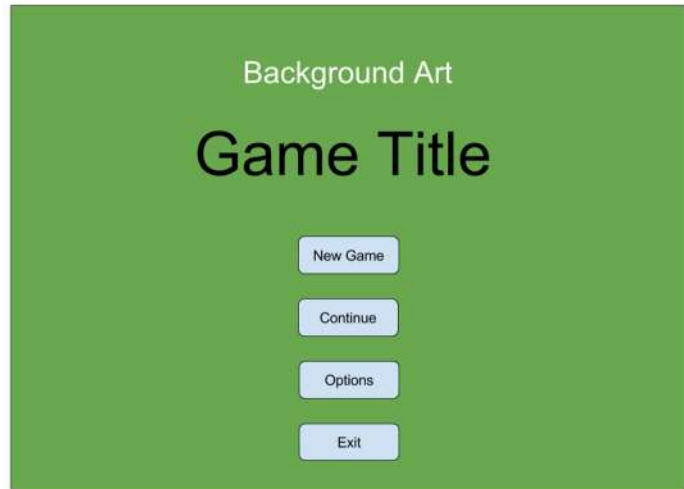 Background Art
Game Title
New Game
Continue
Options
Exit